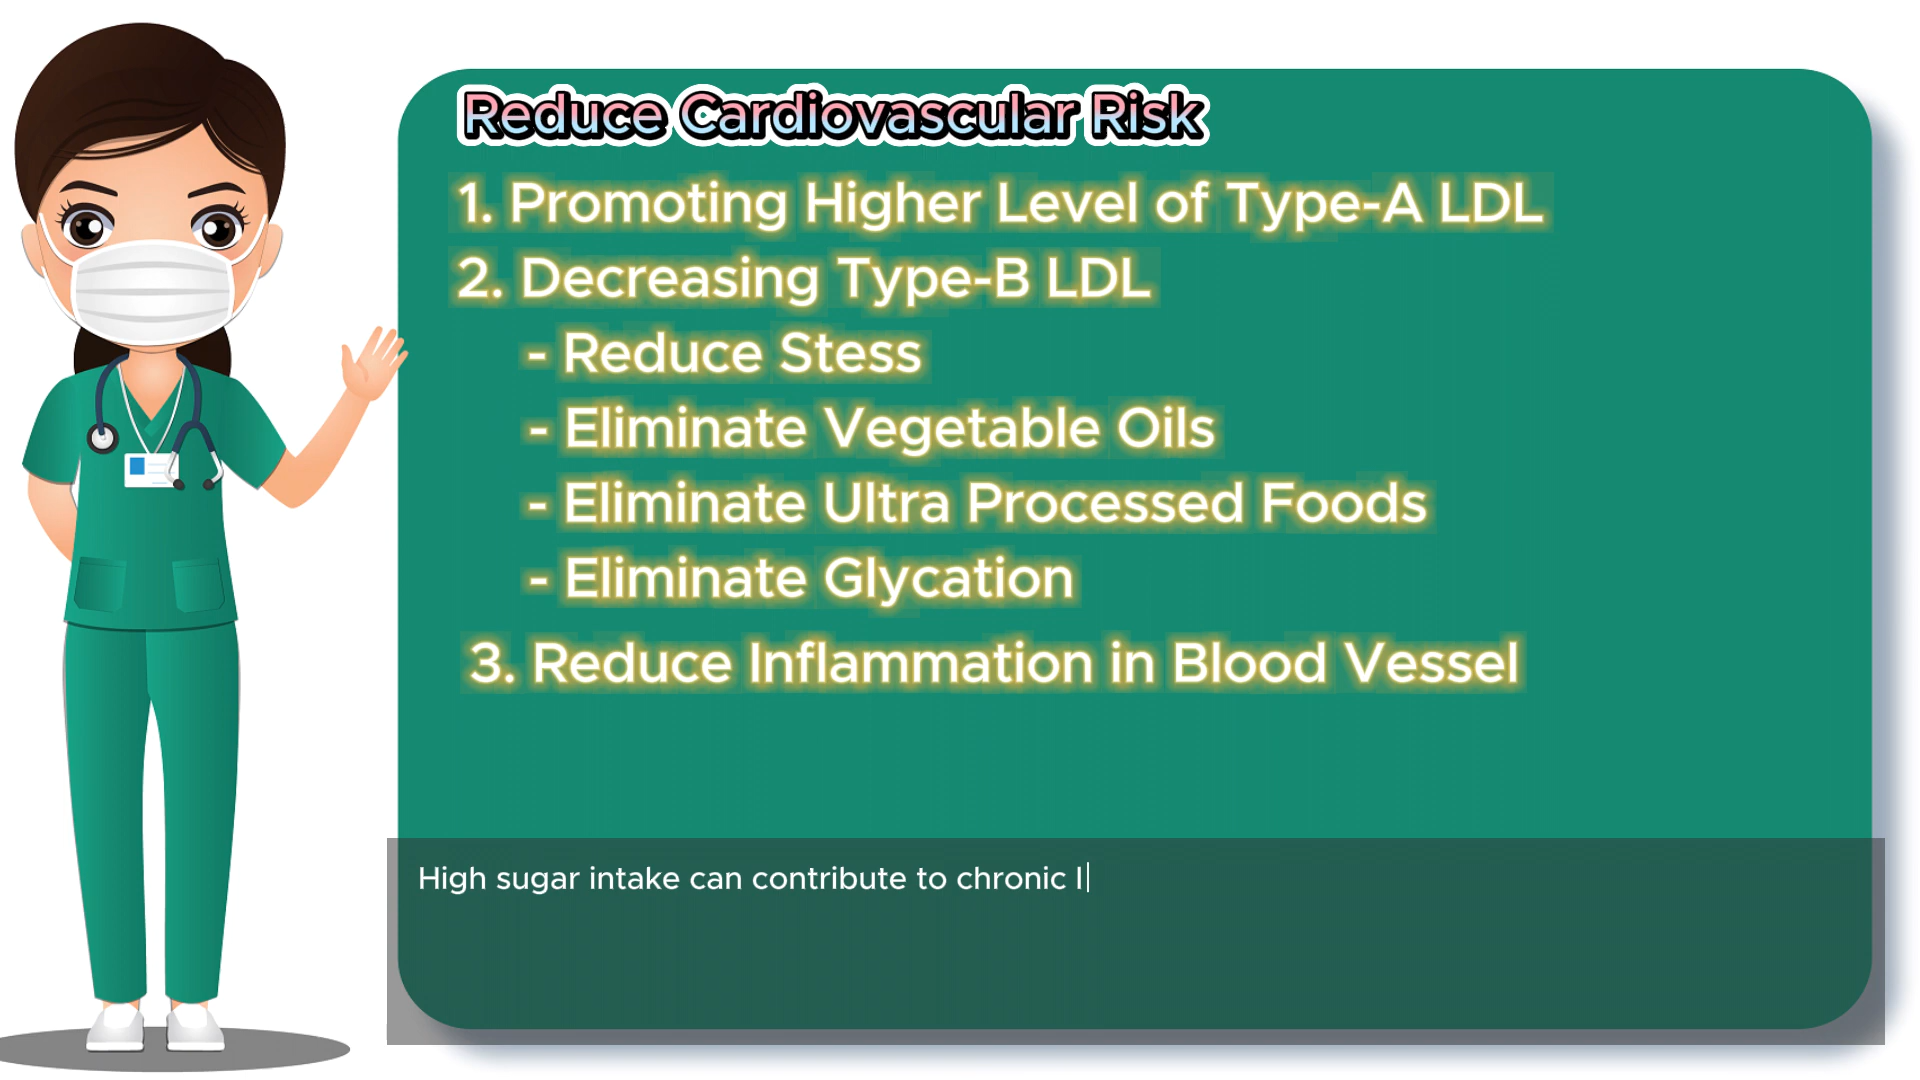 Reduce Cardiovascular Risk
1. Promoting Higher Level of Type-A LDL
2. Decreasing Type-B LDL
- Reduce Stess
- Eliminate Vegetable Oils
- Eliminate Ultra Processed Foods
- Eliminate Glycation
3. Reduce Inflammation in Blood Vessel
High sugar intake can contribute to chronic l